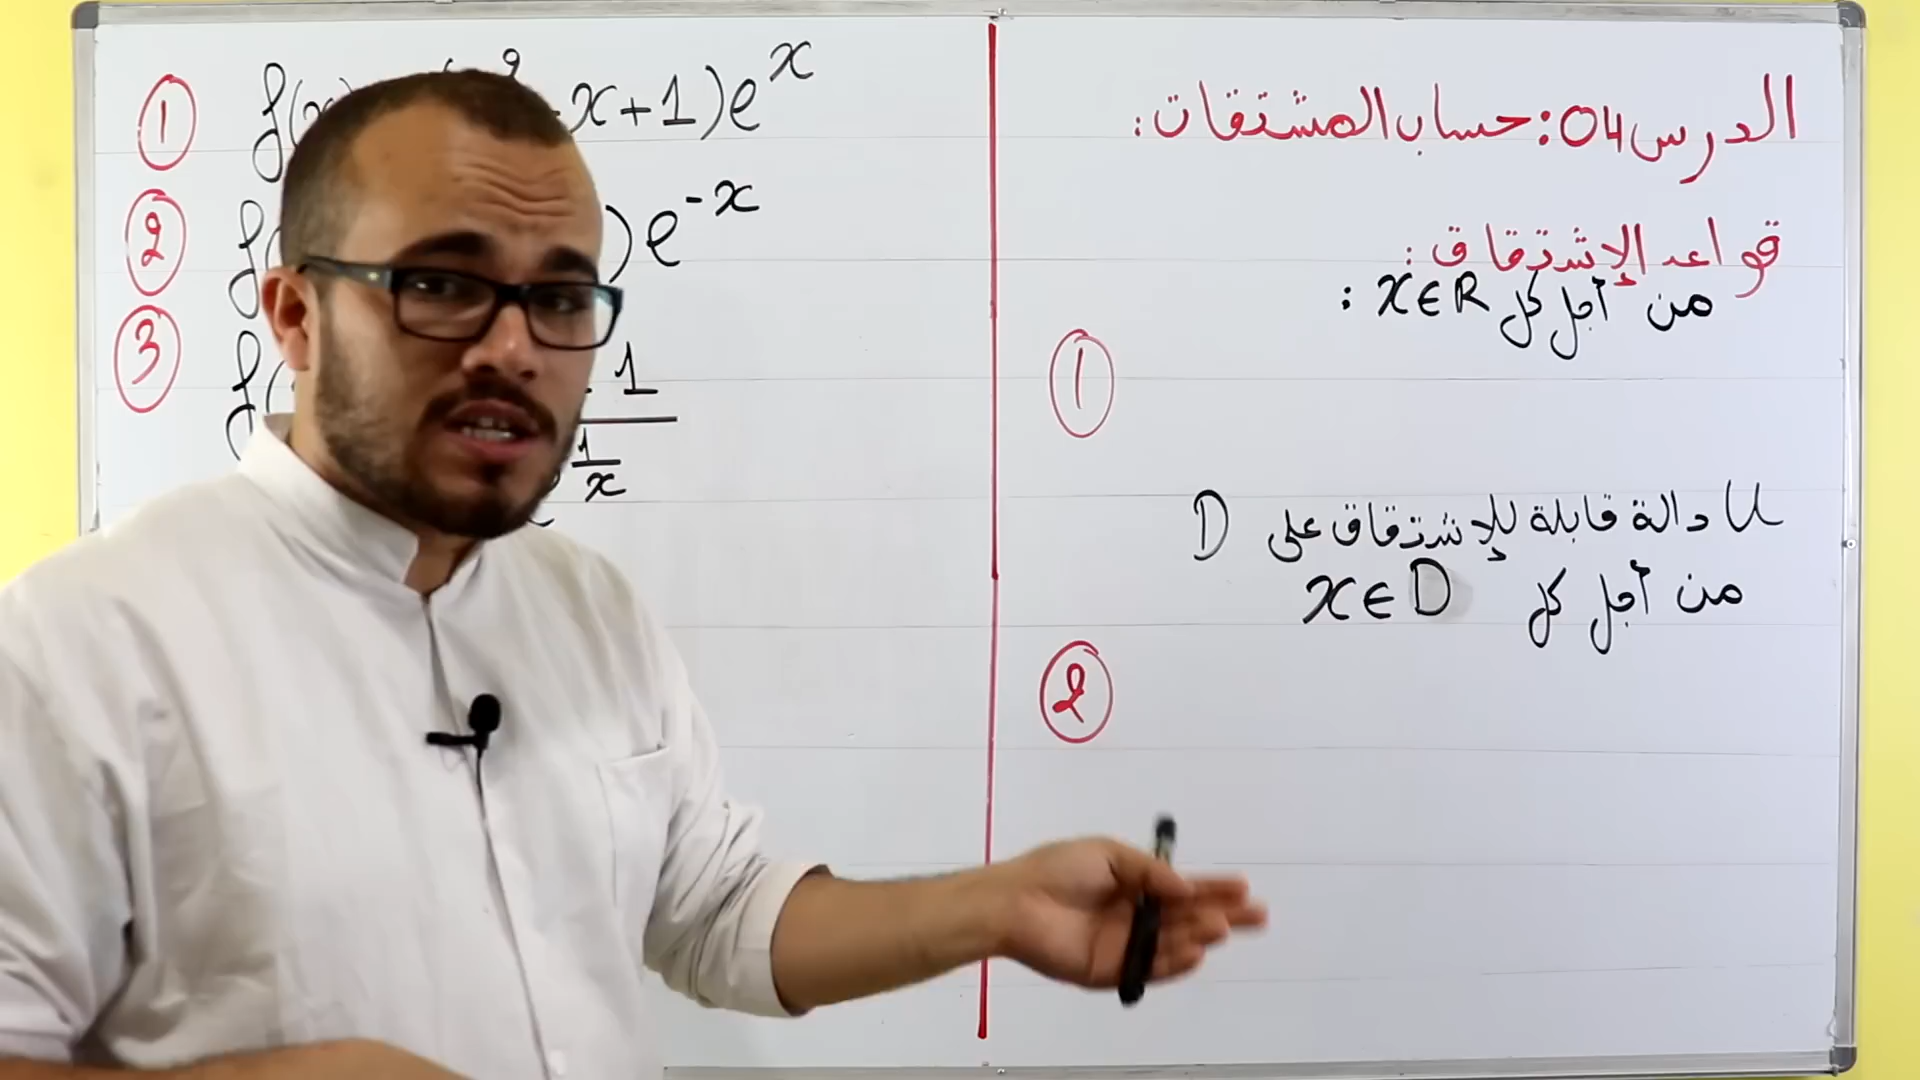 الدرس 04: حساب المشتقات:
قواعد الإشتقاق:
من أجل كل x∈R :
①
U دالة قابلة للإشتقاق على D
من أجل كل x∈D
②
① f(x) -x+1)e^x
② f( )e^-x
③ f( 1
1/x